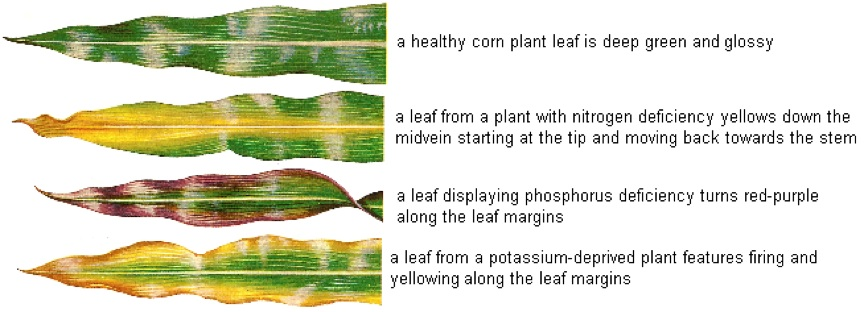 a healthy corn plant leaf is deep green and glossy
a leaf from a plant with nitrogen deficiency yellows down the
midvein starting at the tip and moving back towards the stem
a leaf displaying phosphorus deficiency turns red-purple
along the leaf margins
a leaf from a potassium-deprived plant features firing and
yellowing along the leaf margins